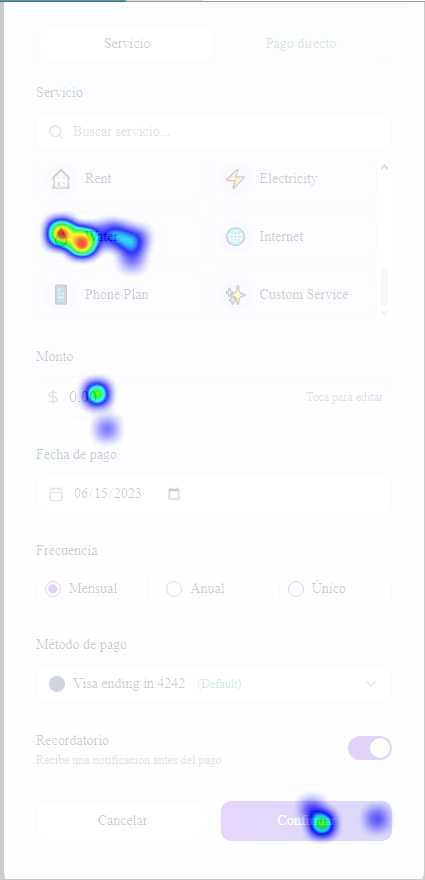 Servicio Pago directo
Servicio
Buscar servicio...
Rent Electricity
Water Internet
Phone Plan Custom Service
Monto
$ 0.00 Toca para editar
Fecha de pago
06/15/2023
Frecuencia
Mensual Anual Único
Método de pago
Visa ending in 4242 (Default)
Recordatorio
Recibe una notificación antes del pago
Cancelar Confirmar